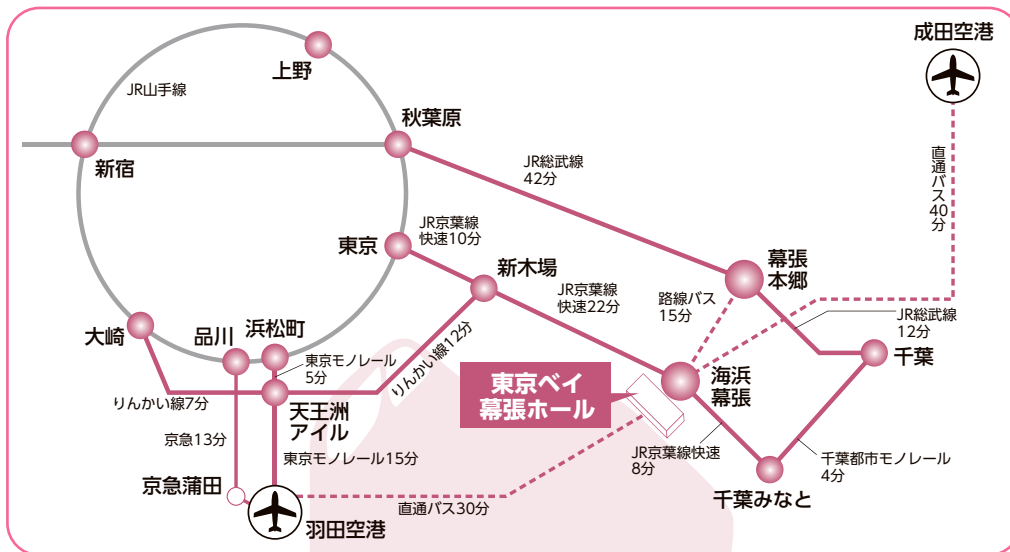 成田空港
上野
JR山手線
秋葉原
新宿
JR総武線
42分
直通バス40分
JR京葉線
快速10分
東京
新木場
幕張
本郷
JR京葉線
快速22分
路線バス
15分
JR総武線
12分
大崎
品川
浜松町
りんかい線12分
千葉
東京モノレール
5分
東京ベイ
幕張ホール
海浜
幕張
りんかい線7分
天王洲
アイル
京急13分
東京モノレール15分
JR京葉線快速
8分
千葉都市モノレール
4分
京急蒲田
千葉みなと
直通バス30分
羽田空港